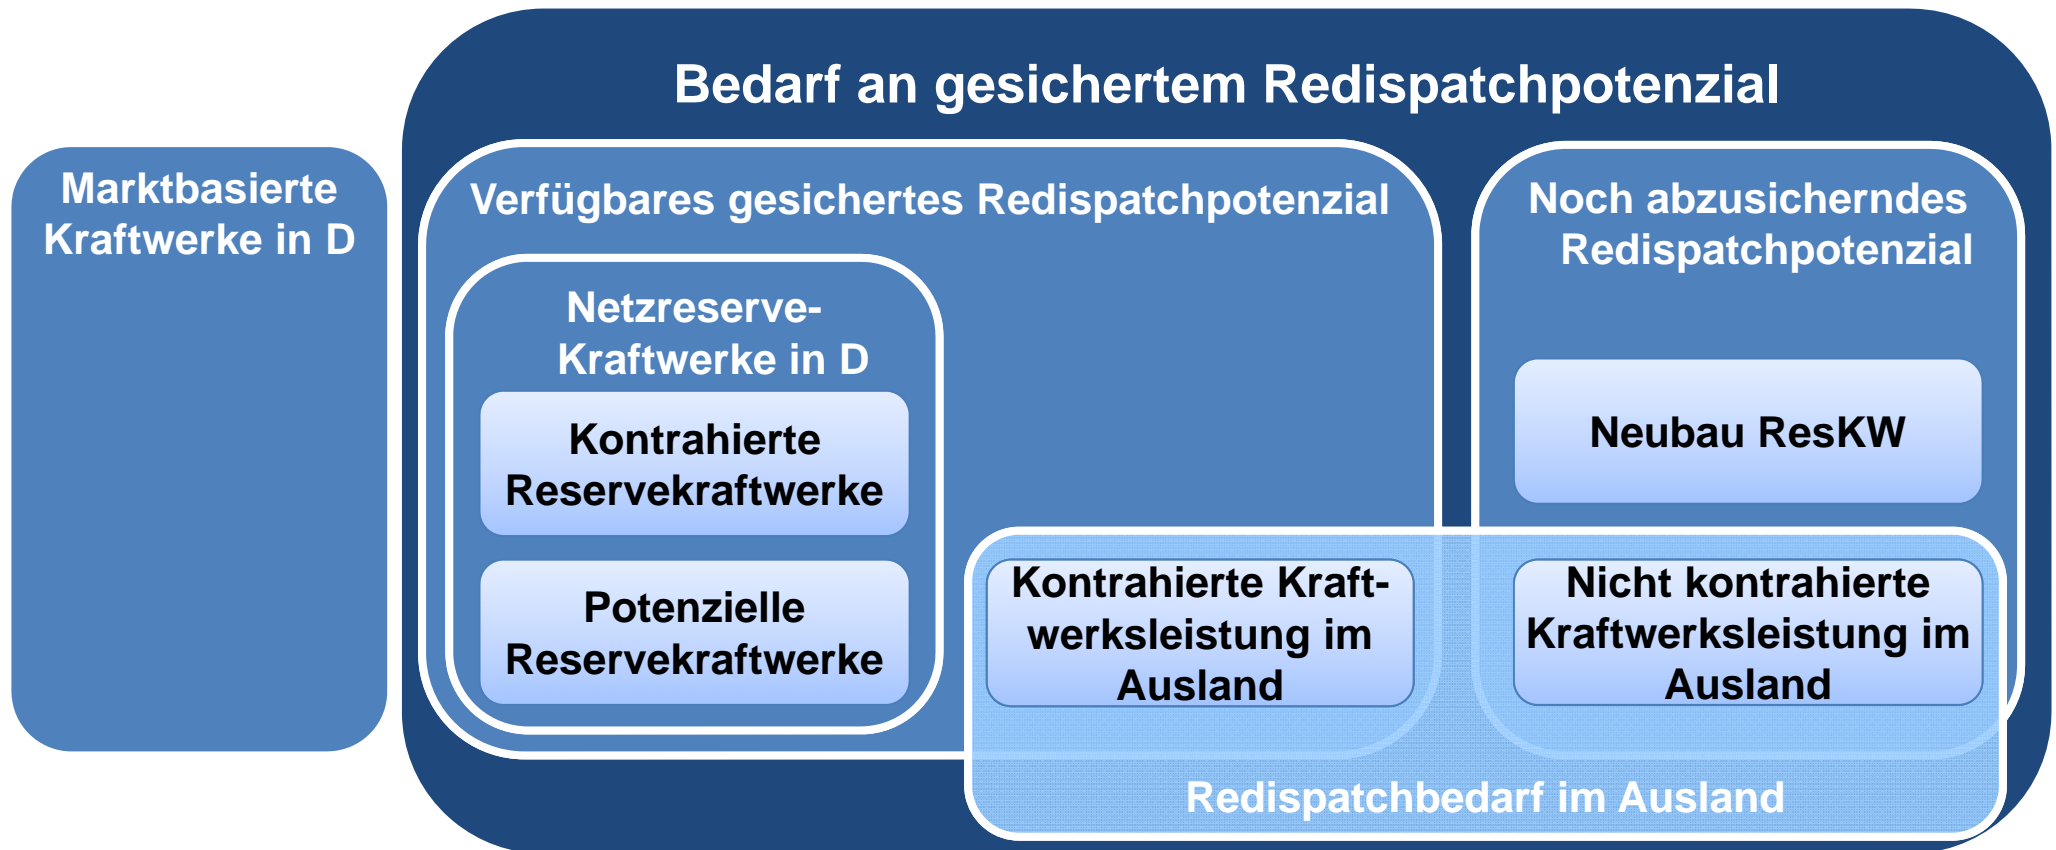 Bedarf an gesichertem Redispatchpotenzial
Marktbasierte
Kraftwerke in D
Verfügbares gesichertes Redispatchpotenzial
Netzreserve-
Kraftwerke in D
Kontrahierte
Reservekraftwerke
Potenzielle
Reservekraftwerke
Kontrahierte Kraft-
werksleistung im
Ausland
Noch abzusicherndes
Redispatchpotenzial
Neubau ResKW
Nicht kontrahierte
Kraftwerksleistung im
Ausland
Redispatchbedarf im Ausland